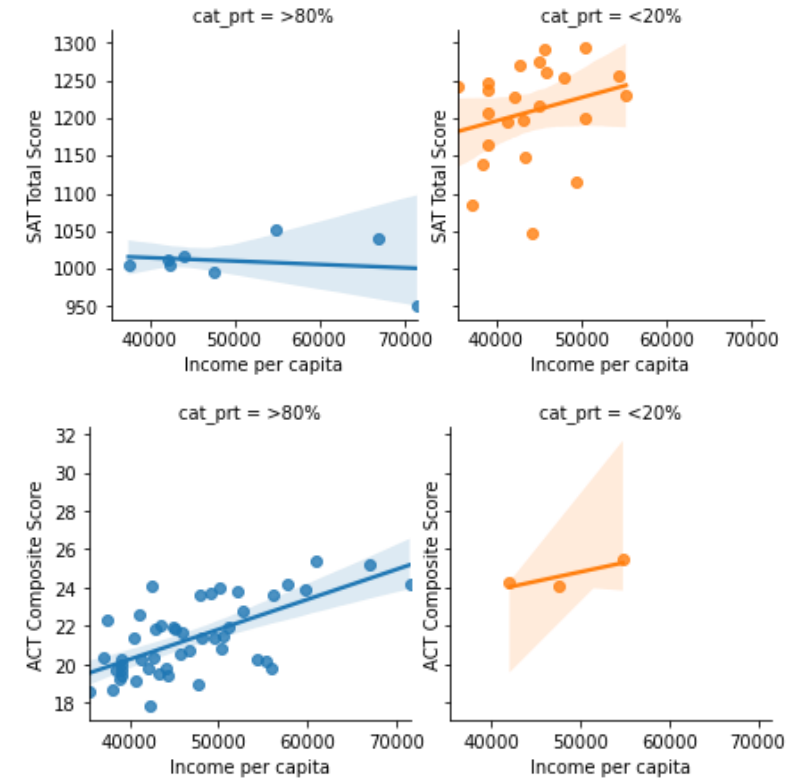 cat_prt = >80%
cat_prt = <20%
SAT Total Score
1300
1250
1200
1150
1100
1050
1000
950
SAT Total Score
40000 50000 60000 70000
Income per capita
40000 50000 60000 70000
Income per capita
cat_prt = >80%
cat_prt = <20%
ACT Composite Score
32
30
28
26
24
22
20
18
ACT Composite Score
40000 50000 60000 70000
Income per capita
40000 50000 60000 70000
Income per capita